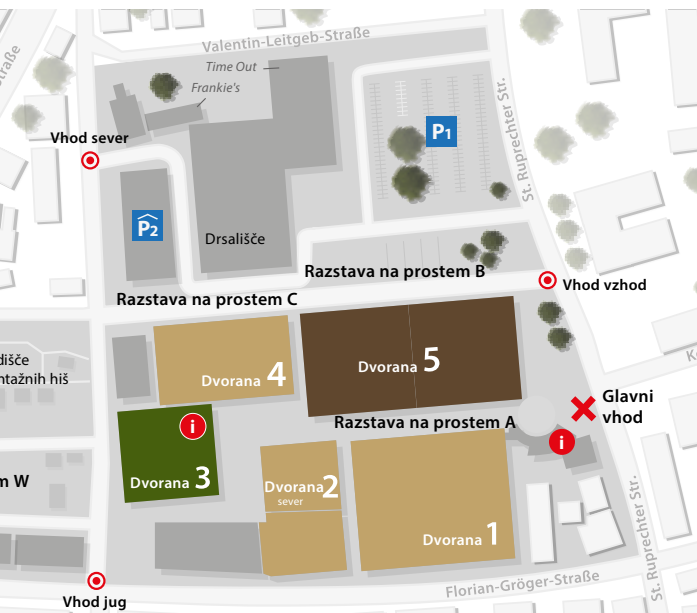 Valentin-Leitgeb-Straße
Time Out
Frankie's
P1
St. Ruprechter Str.
Vhod sever
P2
Drsališče
Razstava na prostem B
Vhod vzhod
Razstava na prostem C
Dvorana 5
Dvorana 4
mtažnih hiš
Glavni
vhod
Razstava na prostem A
i
i
Dvorana 3
Dvorana 2
sever
Dvorana 1
W
St. Ruprechter Str.
Florian-Gröger-Straße
Vhod jug